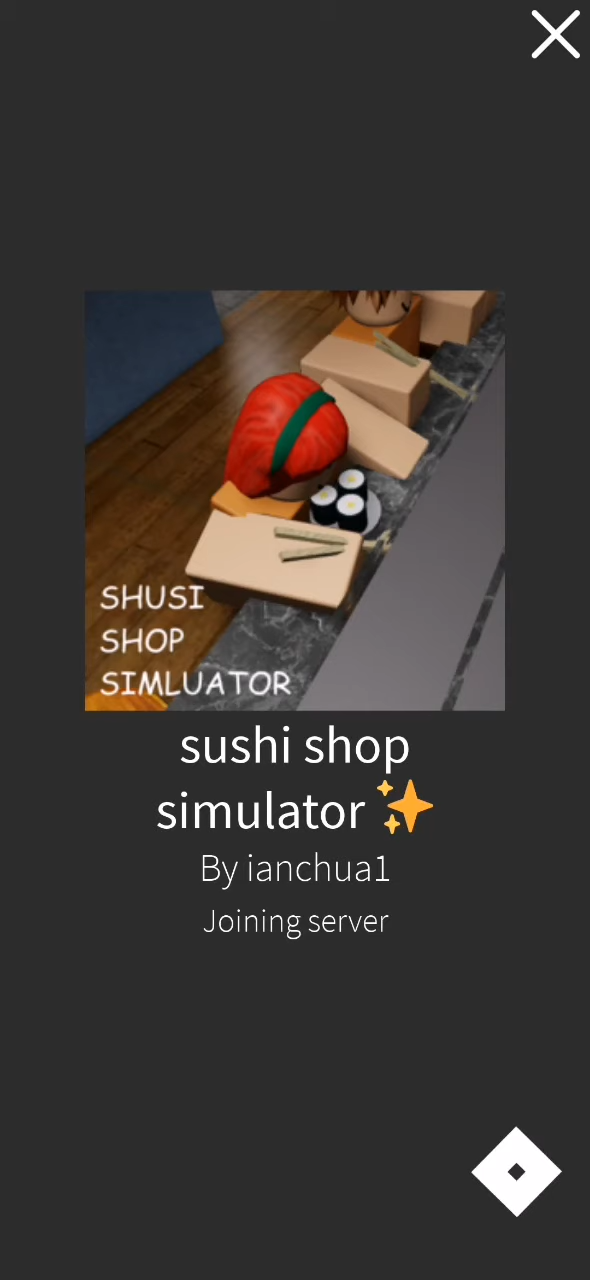 SHUSI
SHOP
SIMLUATOR
sushi shop
simulator ✨
By ianchua1
Joining server